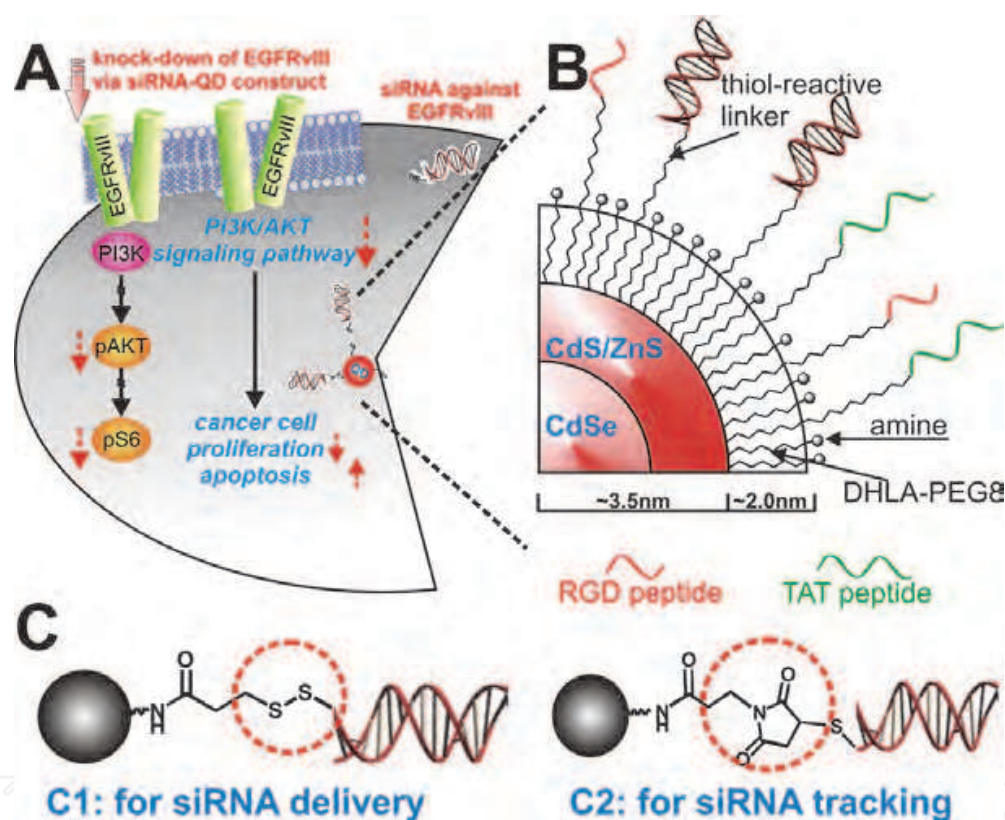 A
knock-down of EGFRvIII
via siRNA-QD construct
siRNA against
EGFRvIII
EGFRvIII
EGFRvIII
PI3K
PI3K/AKT
signaling pathway
pAKT
pS6
cancer cell
proliferation
apoptosis
QD
B
thiol-reactive
linker
CdS/ZnS
CdSe
amine
DHLA-PEG8
~3.5nm
~2.0nm
RGD peptide
TAT peptide
C
O
N
H
S
S
C1: for siRNA delivery
O
N
H
O
N
O
S
C2: for siRNA tracking